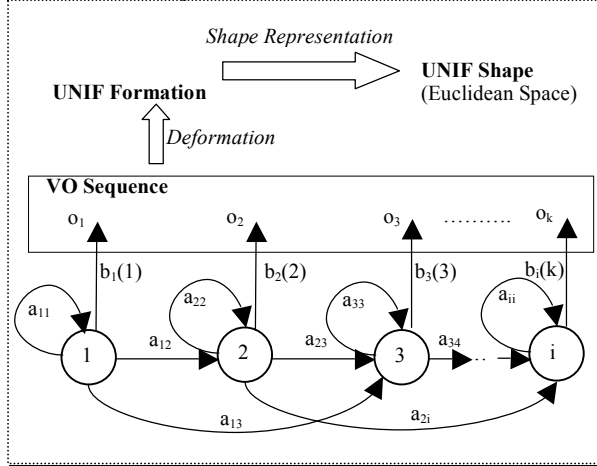 Shape Representation
UNIF Formation
UNIF Shape
(Euclidean Space)
Deformation
VO Sequence
o1 o2 o3 ......... ok
b1(1) b2(2) b3(3) bi(k)
a11 a22 a33 aii
1 a12 2 a23 3 a34 .. i
a13 a2i